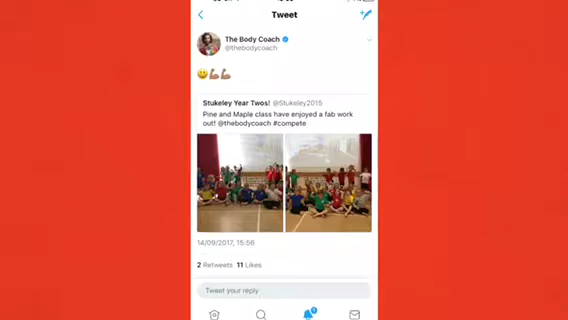 Tweet
The Body Coach
@thebodycoach
Stukeley Year Twos! @Stukeley2015
Pine and Maple class have enjoyed a fab work
out! @thebodycoach #compete
14/09/2017, 15:56
2 Retweets 11 Likes
Tweet your reply
1